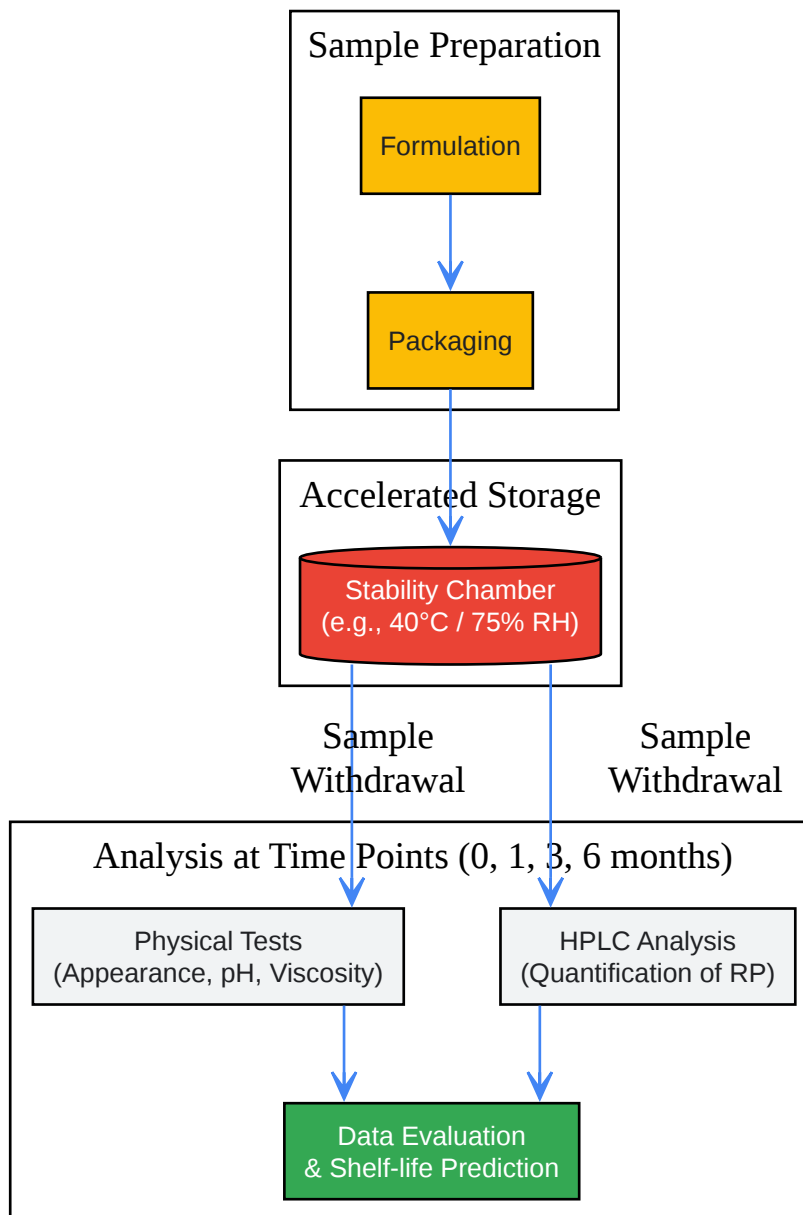 Sample Preparation
Formulation
Packaging
Accelerated Storage
Stability Chamber
(e.g., 40°C / 75% RH)
Sample
Withdrawal
Sample
Withdrawal
Analysis at Time Points (0, 1, 3, 6 months)
Physical Tests
(Appearance, pH, Viscosity)
HPLC Analysis
(Quantification of RP)
Data Evaluation
& Shelf-life Prediction